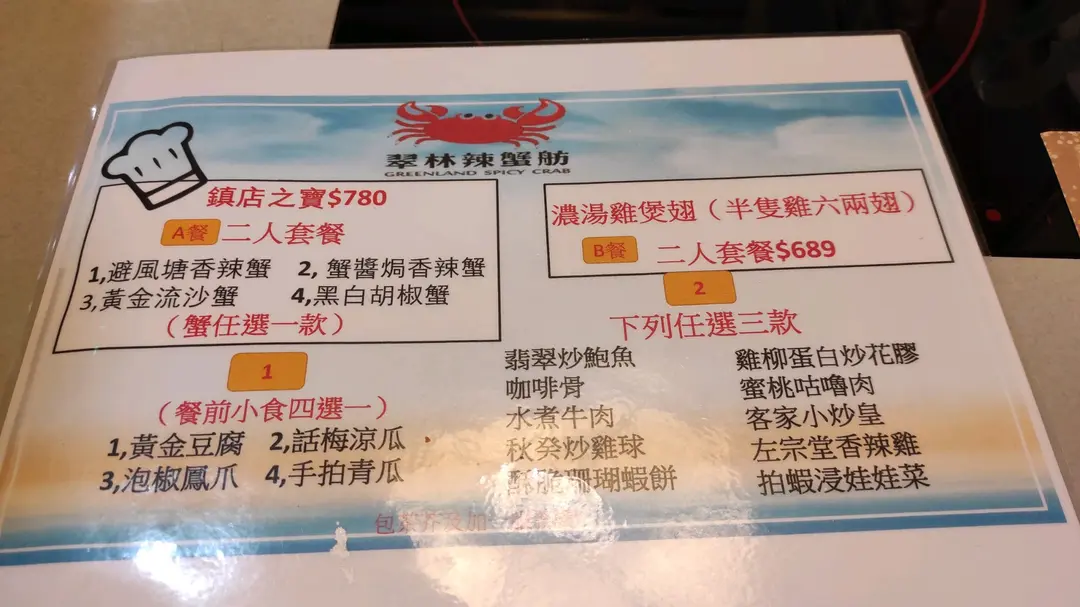 翠林辣蟹舫
GREENLAND SPICY CRAB
鎮店之寶$780
A餐 二人套餐
1,避風塘香辣蟹 2, 蟹醬焗香辣蟹
3,黃金流沙蟹 4,黑白胡椒蟹
（蟹任選一款）
濃湯雞煲翅（半隻雞六兩翅）
B餐 二人套餐$689
1
（餐前小食四選一）
1,黃金豆腐 2,話梅涼瓜
3,泡椒鳳爪 4,手拍青瓜
2
下列任選三款
翡翠炒鮑魚 雞柳蛋白炒花膠
咖啡骨 蜜桃咕嚕肉
水煮牛肉 客家小炒皇
秋癸炒雞球 左宗堂香辣雞
酥脆珊瑚蝦餅 拍蝦浸娃娃菜